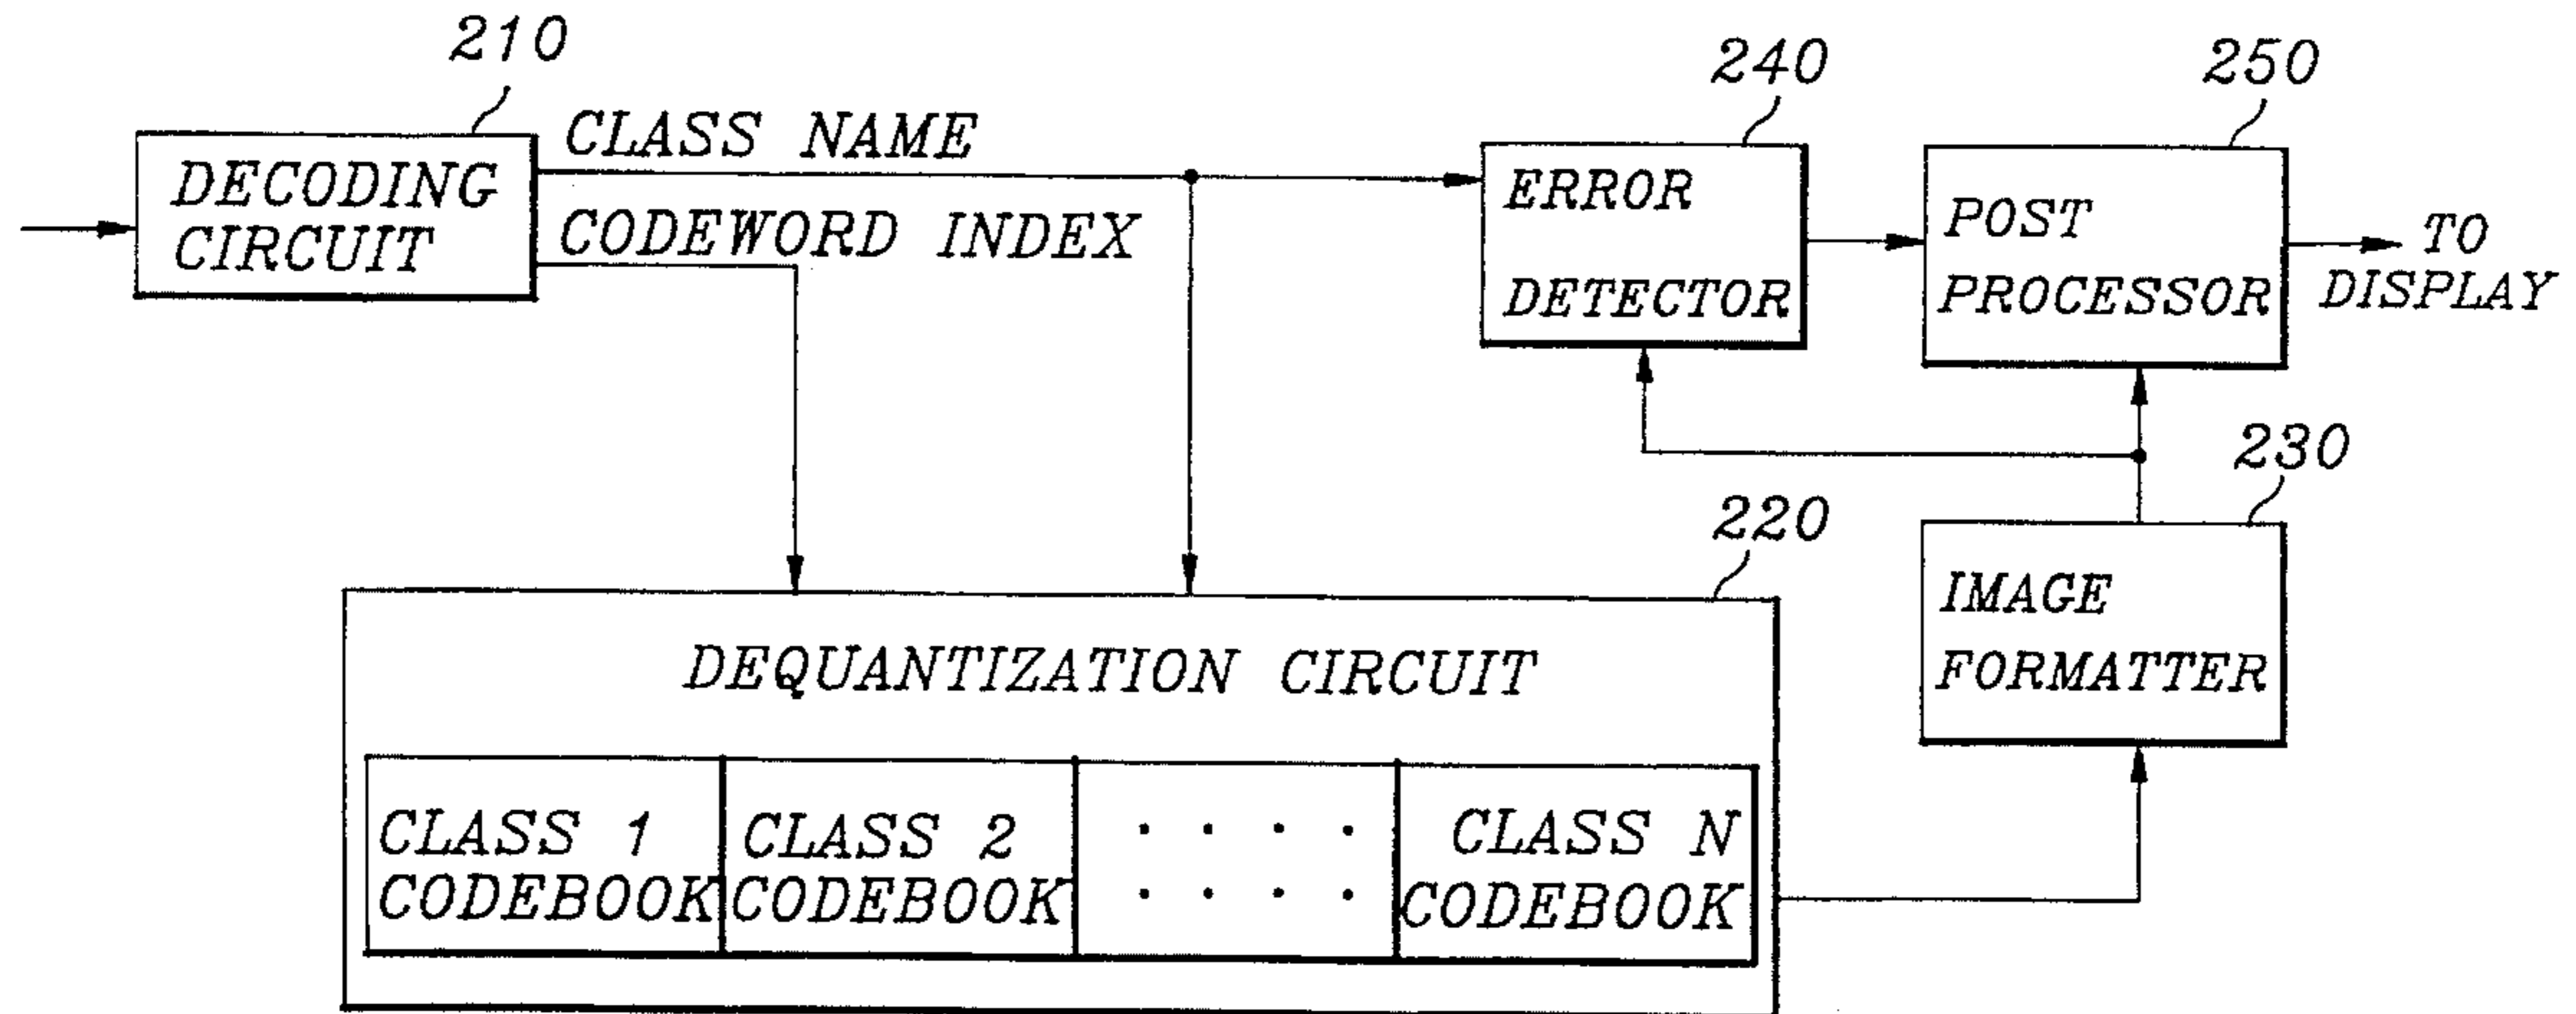 210
240
250
CLASS NAME
DECODING
CIRCUIT
CODEWORD INDEX
ERROR
DETECTOR
POST
PROCESSOR
TO
DISPLAY
230
220
IMAGE
FORMATTER
DEQUANTIZATION CIRCUIT
CLASS 1
CODEBOOK
CLASS 2
CODEBOOK
. . . .
. . . .
CLASS N
CODEBOOK